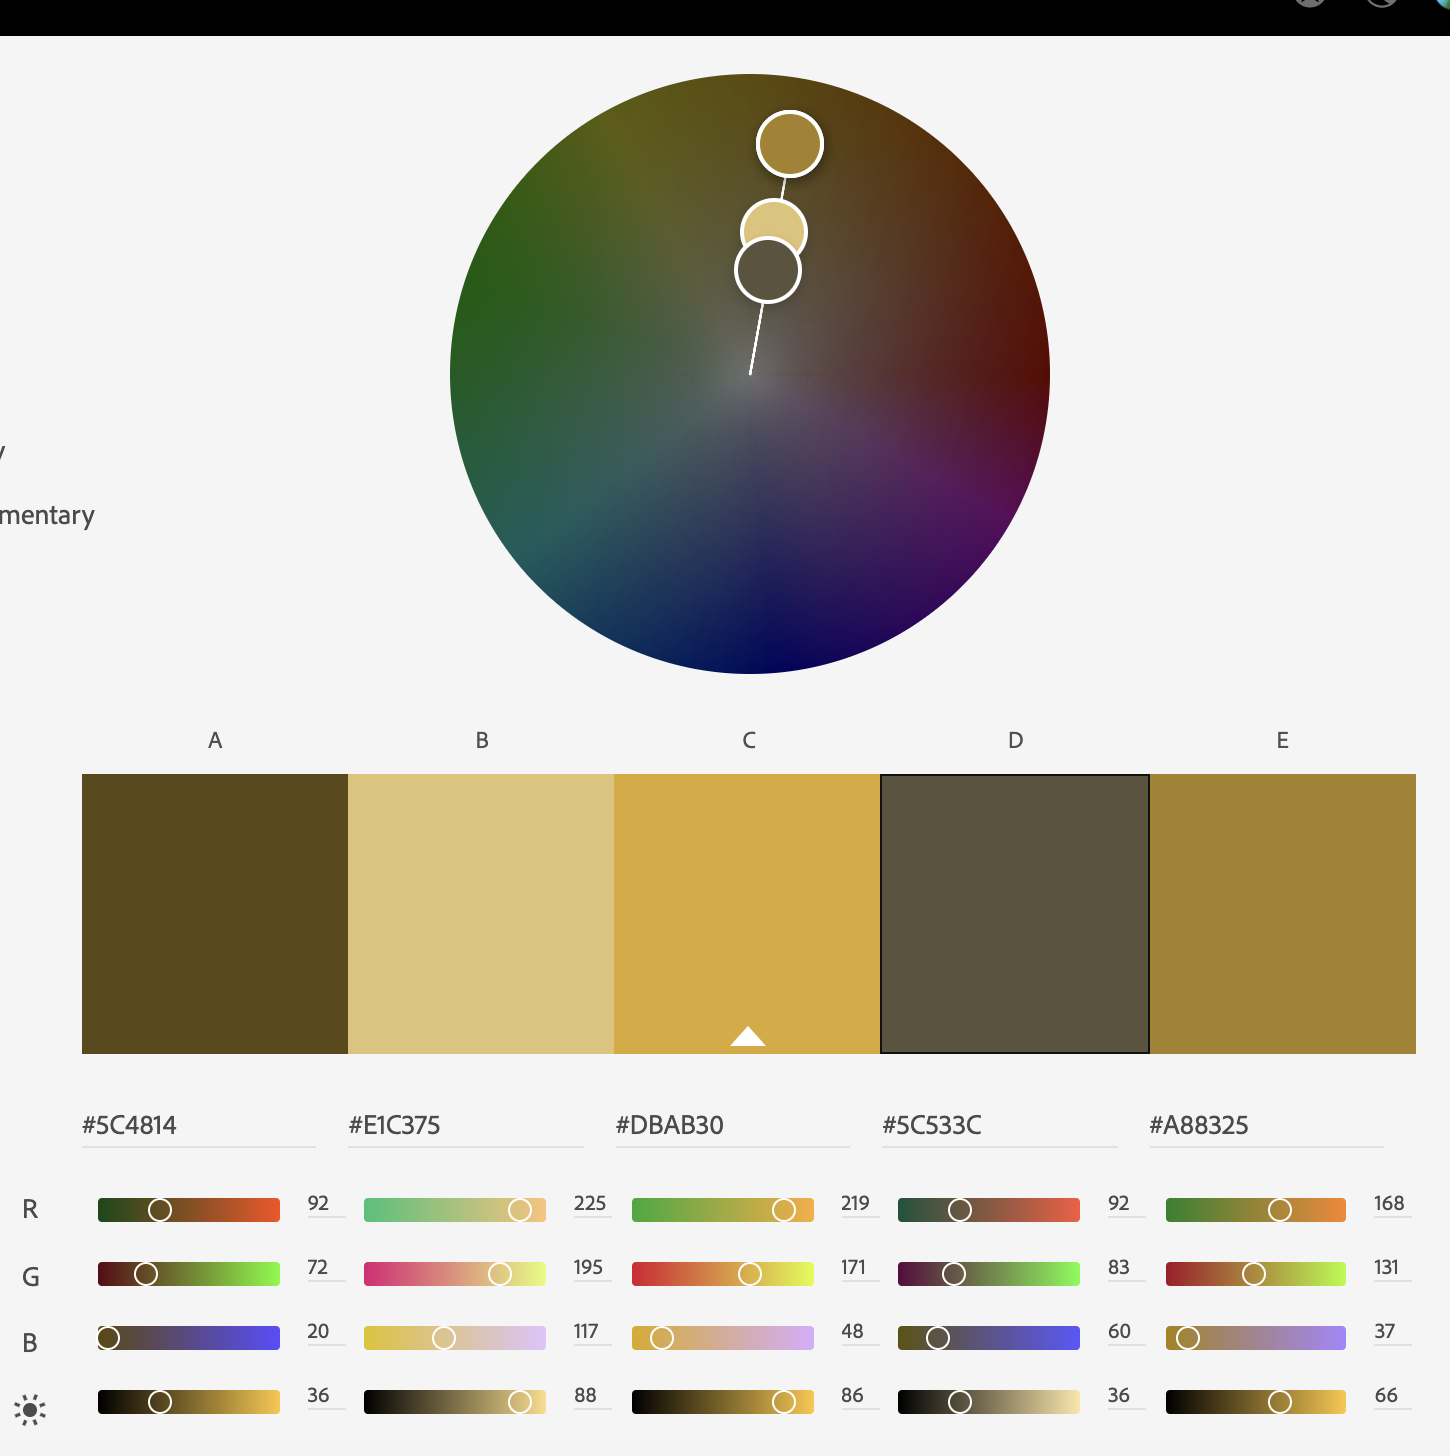 y
mentary
A B C D E
#5C4814 #E1C375 #DBAB30 #5C533C #A88325
R 92 225 219 92 168
G 72 195 171 83 131
B 20 117 48 60 37
36 88 86 36 66